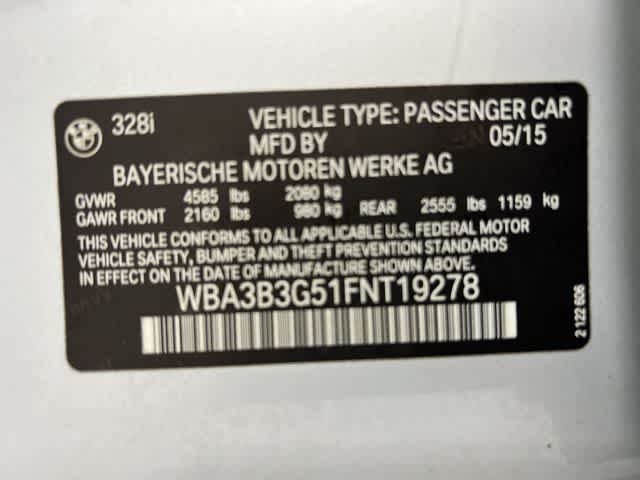 328i VEHICLE TYPE: PASSENGER CAR
MFD BY 05/15
BAYERISCHE MOTOREN WERKE AG
GVWR 4585 lbs 2080 kg
GAWR FRONT 2160 lbs 980 kg REAR 2555 lbs 1159 kg
THIS VEHICLE CONFORMS TO ALL APPLICABLE U.S. FEDERAL MOTOR
VEHICLE SAFETY, BUMPER AND THEFT PREVENTION STANDARDS
IN EFFECT ON THE DATE OF MANUFACTURE SHOWN ABOVE.
WBA3B3G51FNT19278
2 122 606